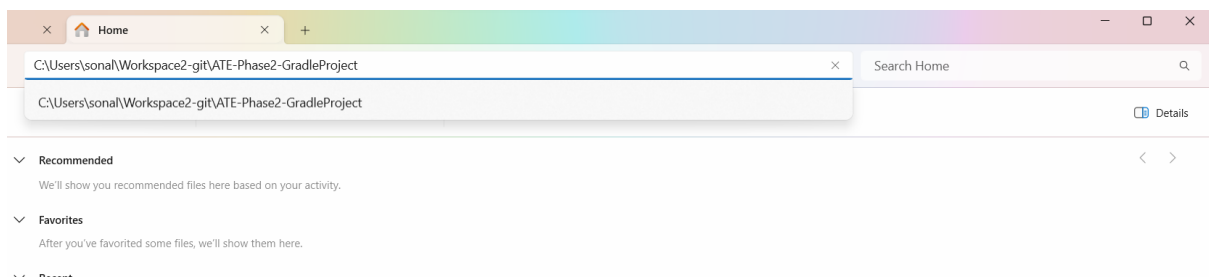 Home
C:\Users\sonal\Workspace2-git\ATE-Phase2-GradleProject
Search Home
C:\Users\sonal\Workspace2-git\ATE-Phase2-GradleProject
Details
Recommended
We'll show you recommended files here based on your activity.
Favorites
After you've favorited some files, we'll show them here.
Recent